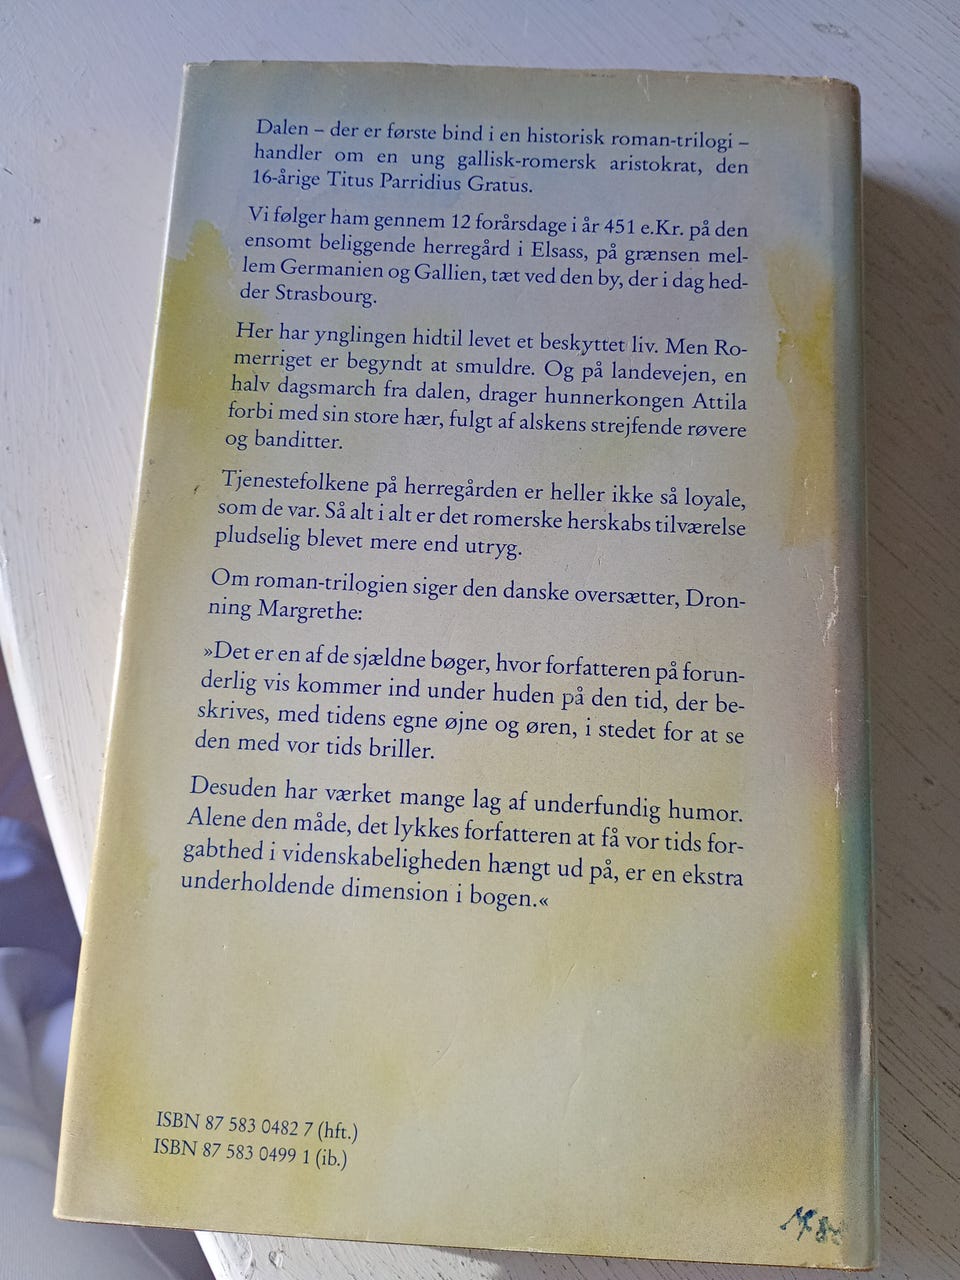 Dalen – der er første bind i en historisk roman-trilogi –
handler om en ung gallisk-romersk aristokrat, den
16-årige Titus Parridius Gratus.
Vi følger ham gennem 12 forårsdage i år 451 e.Kr. på den
ensomt beliggende herregård i Elsass, på grænsen mel-
lem Germanien og Gallien, tæt ved den by, der i dag hed-
der Strasbourg.
Her har ynglingen hidtil levet et beskyttet liv. Men Ro-
merriget er begyndt at smuldre. Og på landevejen, en
halv dagsmarch fra dalen, drager hunnerkongen Attila
forbi med sin store hær, fulgt af alskens strejfende røvere
og banditter.
Tjenestefolkene på herregården er heller ikke så loyale,
som de var. Så alt i alt er det romerske herskabs tilværelse
pludselig blevet mere end utryg.
Om roman-trilogien siger den danske oversætter, Dron-
ning Margrethe:
»Det er en af de sjældne bøger, hvor forfatteren på forun-
derlig vis kommer ind under huden på den tid, der be-
skrives, med tidens egne øjne og øren, i stedet for at se
den med vor tids briller.
Desuden har værket mange lag af underfundig humor.
Alene den måde, det lykkes forfatteren at få vor tids for-
gabthed i videnskabeligheden hængt ud på, er en ekstra
underholdende dimension i bogen.«
ISBN 87 583 0482 7 (hft.)
ISBN 87 583 0499 1 (ib.)